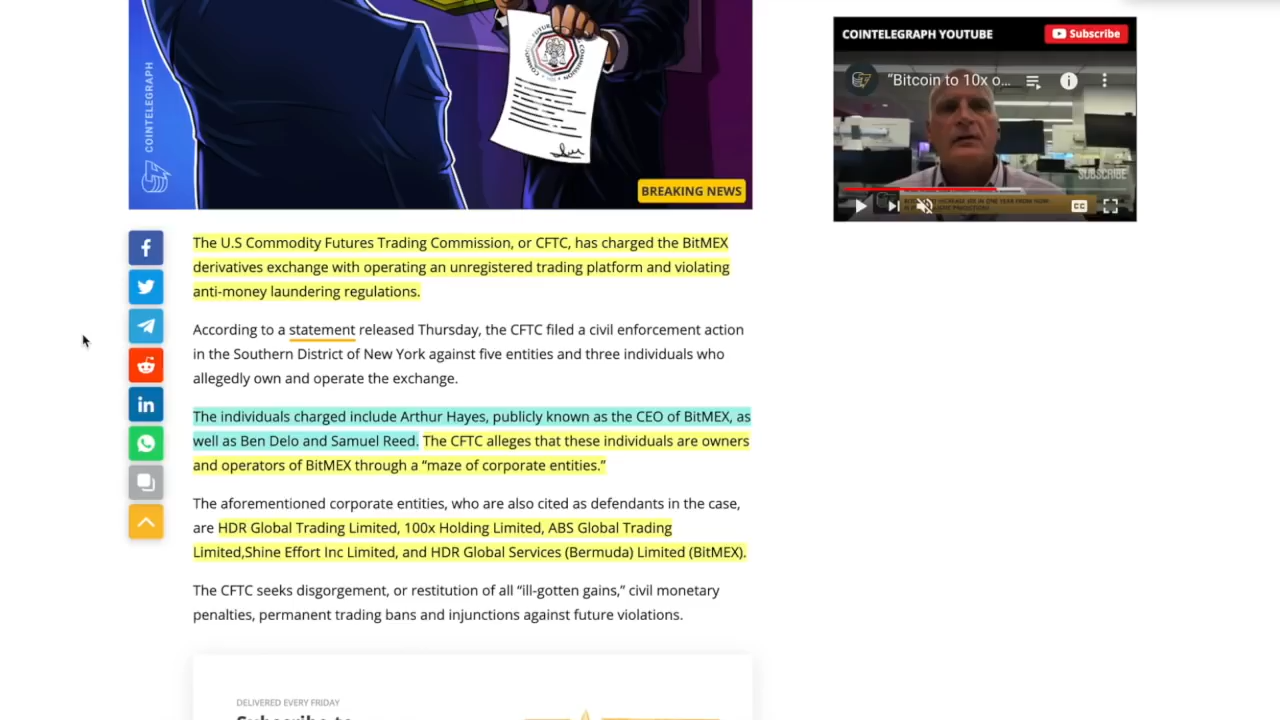 COINTELEGRAPH
BREAKING NEWS
COINTELEGRAPH YOUTUBE
Subscribe
“Bitcoin to 10x o...
SUBSCRIBE
CC
The U.S Commodity Futures Trading Commission, or CFTC, has charged the BitMEX
derivatives exchange with operating an unregistered trading platform and violating
anti-money laundering regulations.
According to a statement released Thursday, the CFTC filed a civil enforcement action
in the Southern District of New York against five entities and three individuals who
allegedly own and operate the exchange.
The individuals charged include Arthur Hayes, publicly known as the CEO of BitMEX, as
well as Ben Delo and Samuel Reed. The CFTC alleges that these individuals are owners
and operators of BitMEX through a “maze of corporate entities.”
The aforementioned corporate entities, who are also cited as defendants in the case,
are HDR Global Trading Limited, 100x Holding Limited, ABS Global Trading
Limited,Shine Effort Inc Limited, and HDR Global Services (Bermuda) Limited (BitMEX).
The CFTC seeks disgorgement, or restitution of all “ill-gotten gains,” civil monetary
penalties, permanent trading bans and injunctions against future violations.
DELIVERED EVERY FRIDAY
Subscribe to